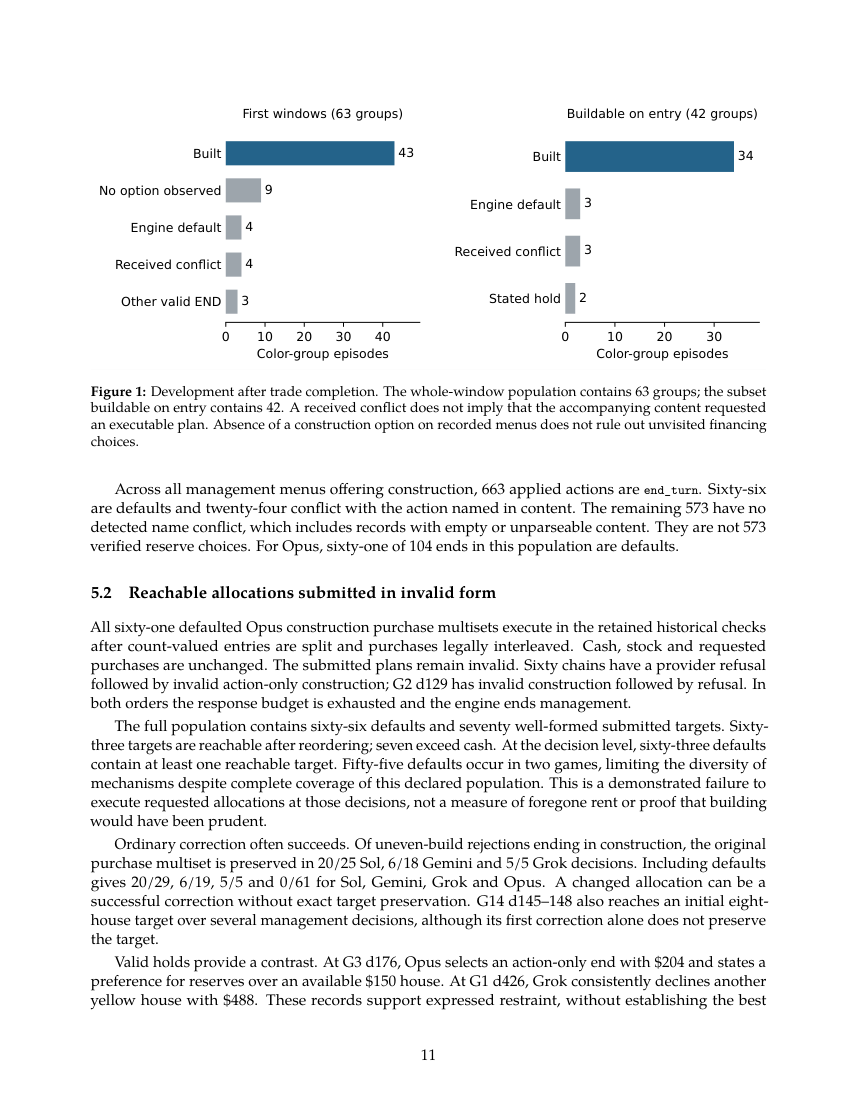 First windows (63 groups)
Built 43
No option observed 9
Engine default 4
Received conflict 4
Other valid END 3
0 10 20 30 40
Color-group episodes
Buildable on entry (42 groups)
Built 34
Engine default 3
Received conflict 3
Stated hold 2
0 10 20 30
Color-group episodes
Figure 1: Development after trade completion. The whole-window population contains 63 groups; the subset
buildable on entry contains 42. A received conflict does not imply that the accompanying content requested
an executable plan. Absence of a construction option on recorded menus does not rule out unvisited financing
choices.
Across all management menus offering construction, 663 applied actions are end_turn. Sixty-six
are defaults and twenty-four conflict with the action named in content. The remaining 573 have no
detected name conflict, which includes records with empty or unparseable content. They are not 573
verified reserve choices. For Opus, sixty-one of 104 ends in this population are defaults.
5.2 Reachable allocations submitted in invalid form
All sixty-one defaulted Opus construction purchase multisets execute in the retained historical checks
after count-valued entries are split and purchases legally interleaved. Cash, stock and requested
purchases are unchanged. The submitted plans remain invalid. Sixty chains have a provider refusal
followed by invalid action-only construction; G2 d129 has invalid construction followed by refusal. In
both orders the response budget is exhausted and the engine ends management.
The full population contains sixty-six defaults and seventy well-formed submitted targets. Sixty-
three targets are reachable after reordering; seven exceed cash. At the decision level, sixty-three defaults
contain at least one reachable target. Fifty-five defaults occur in two games, limiting the diversity of
mechanisms despite complete coverage of this declared population. This is a demonstrated failure to
execute requested allocations at those decisions, not a measure of foregone rent or proof that building
would have been prudent.
Ordinary correction often succeeds. Of uneven-build rejections ending in construction, the original
purchase multiset is preserved in 20/25 Sol, 6/18 Gemini and 5/5 Grok decisions. Including defaults
gives 20/29, 6/19, 5/5 and 0/61 for Sol, Gemini, Grok and Opus. A changed allocation can be a
successful correction without exact target preservation. G14 d145–148 also reaches an initial eight-
house target over several management decisions, although its first correction alone does not preserve
the target.
Valid holds provide a contrast. At G3 d176, Opus selects an action-only end with $204 and states a
preference for reserves over an available $150 house. At G1 d426, Grok consistently declines another
yellow house with $488. These records support expressed restraint, without establishing the best
11